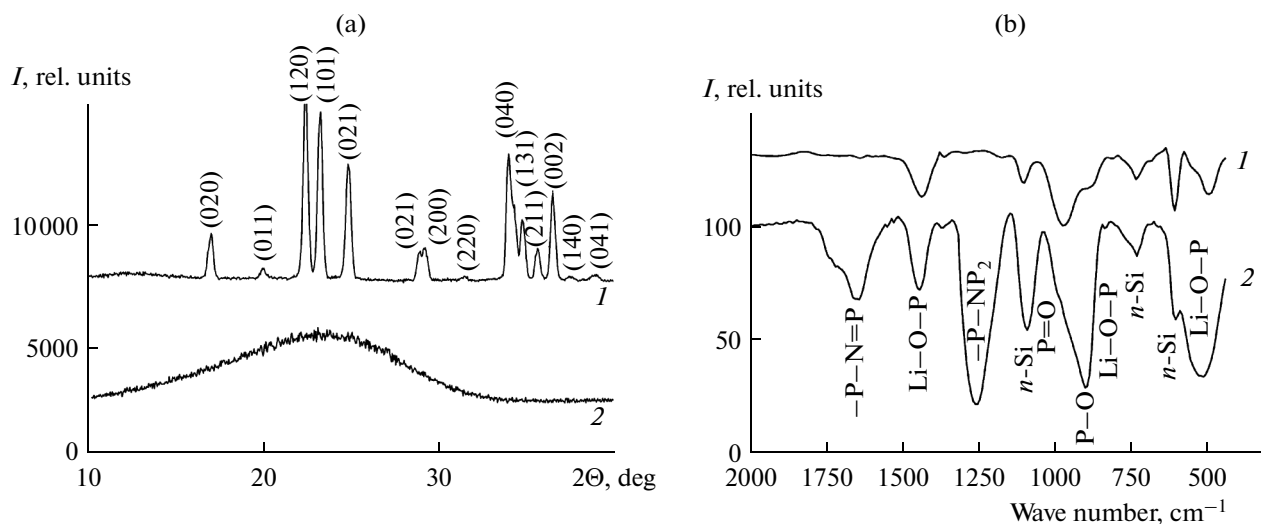 (a)
I, rel. units
(020)
(011)
(120)
(101)
(021)
(021)
(200)
(220)
(040)
(131)
(211)
(002)
(140)
(041)
10000
5000
0
1
2
10
20
30
2Θ, deg
(b)
I, rel. units
100
50
0
1
2
–P–N=P
Li–O–P
–P–NP₂
n-Si
P=O
P–O
Li–O–P
n-Si
n-Si
Li–O–P
2000 1750 1500 1250 1000 750 500
Wave number, cm⁻¹